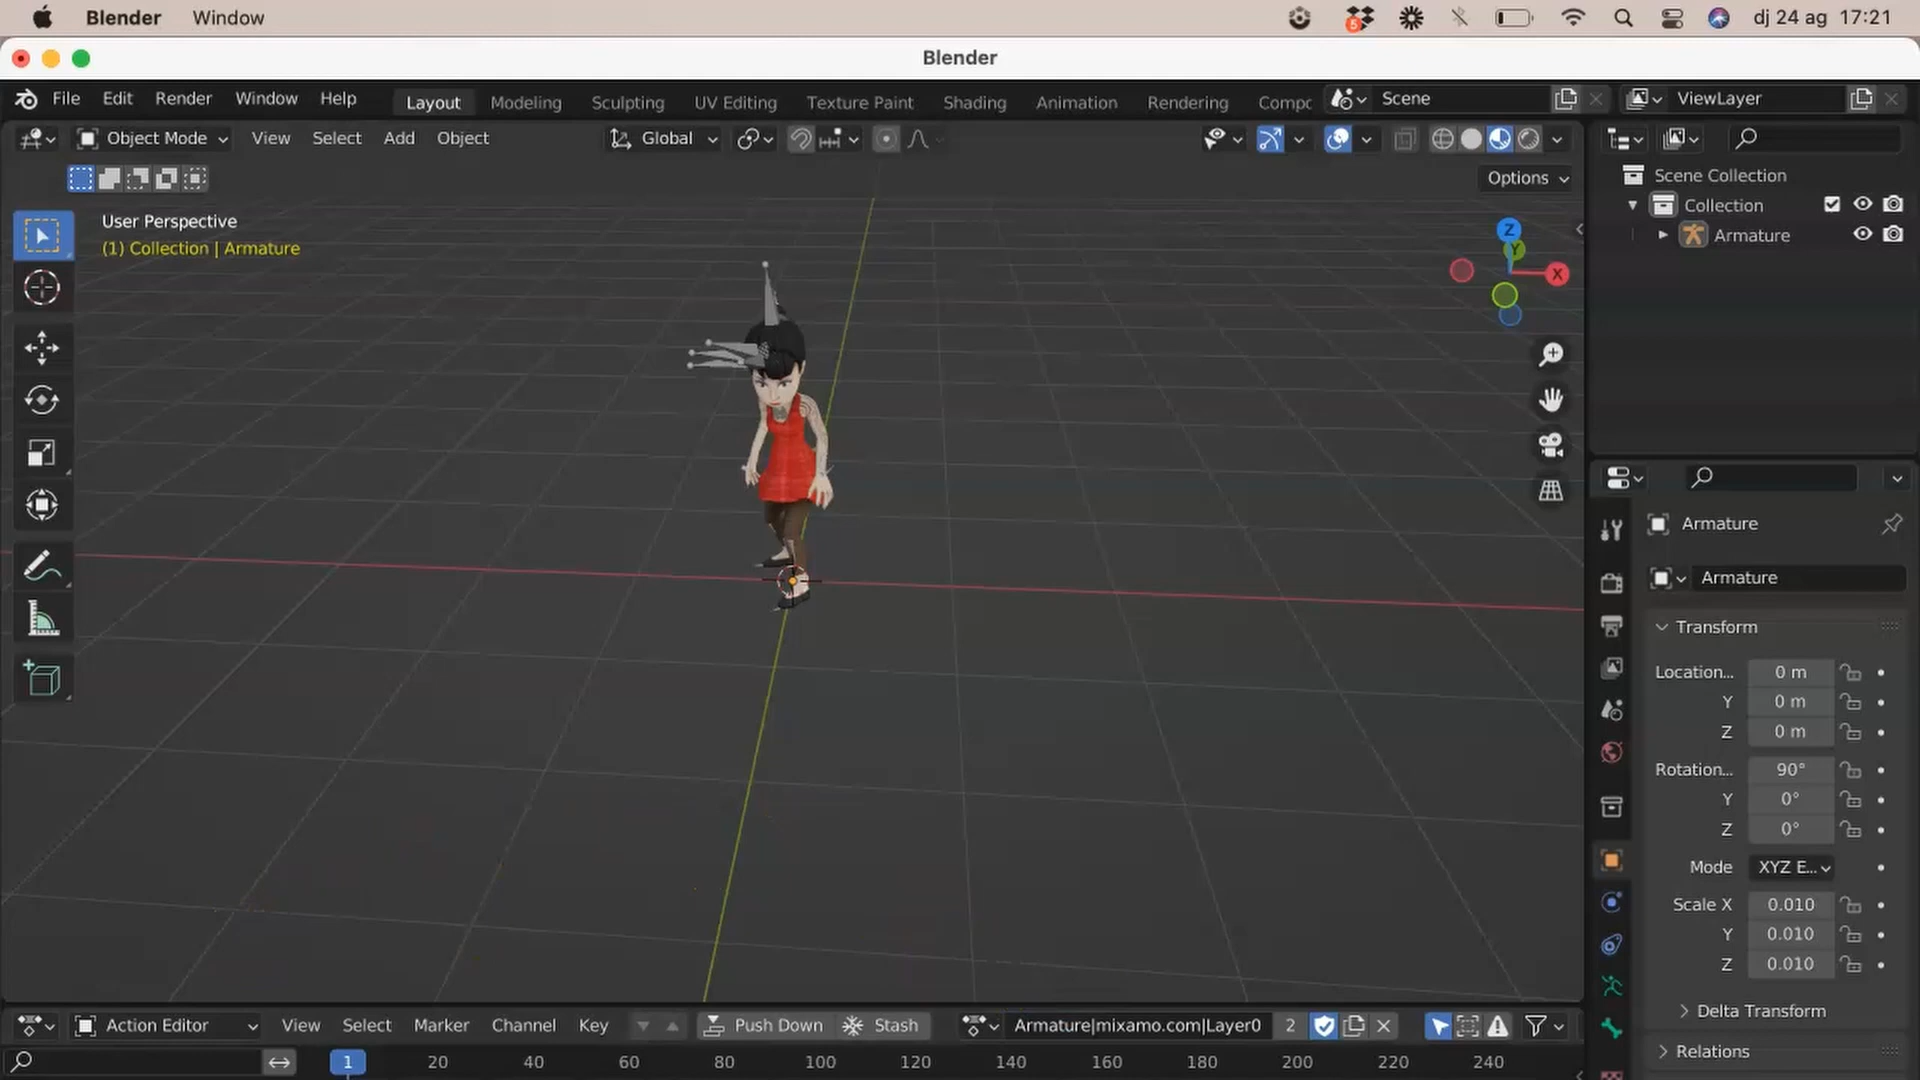 Blender Window 5 dj 24 ag 17:21
Blender
File Edit Render Window Help Layout Modeling Sculpting UV Editing Texture Paint Shading Animation Rendering Compc Scene ViewLayer
Object Mode View Select Add Object Global
Options
User Perspective
(1) Collection | Armature
Z
Y
X
Scene Collection
Collection
Armature
Armature
Armature
Transform
Location... 0 m
Y 0 m
Z 0 m
Rotation... 90°
Y 0°
Z 0°
Mode XYZ E...
Scale X 0.010
Y 0.010
Z 0.010
Delta Transform
Relations
Action Editor View Select Marker Channel Key Push Down Stash Armature|mixamo.com|Layer0 2
1 20 40 60 80 100 120 140 160 180 200 220 240